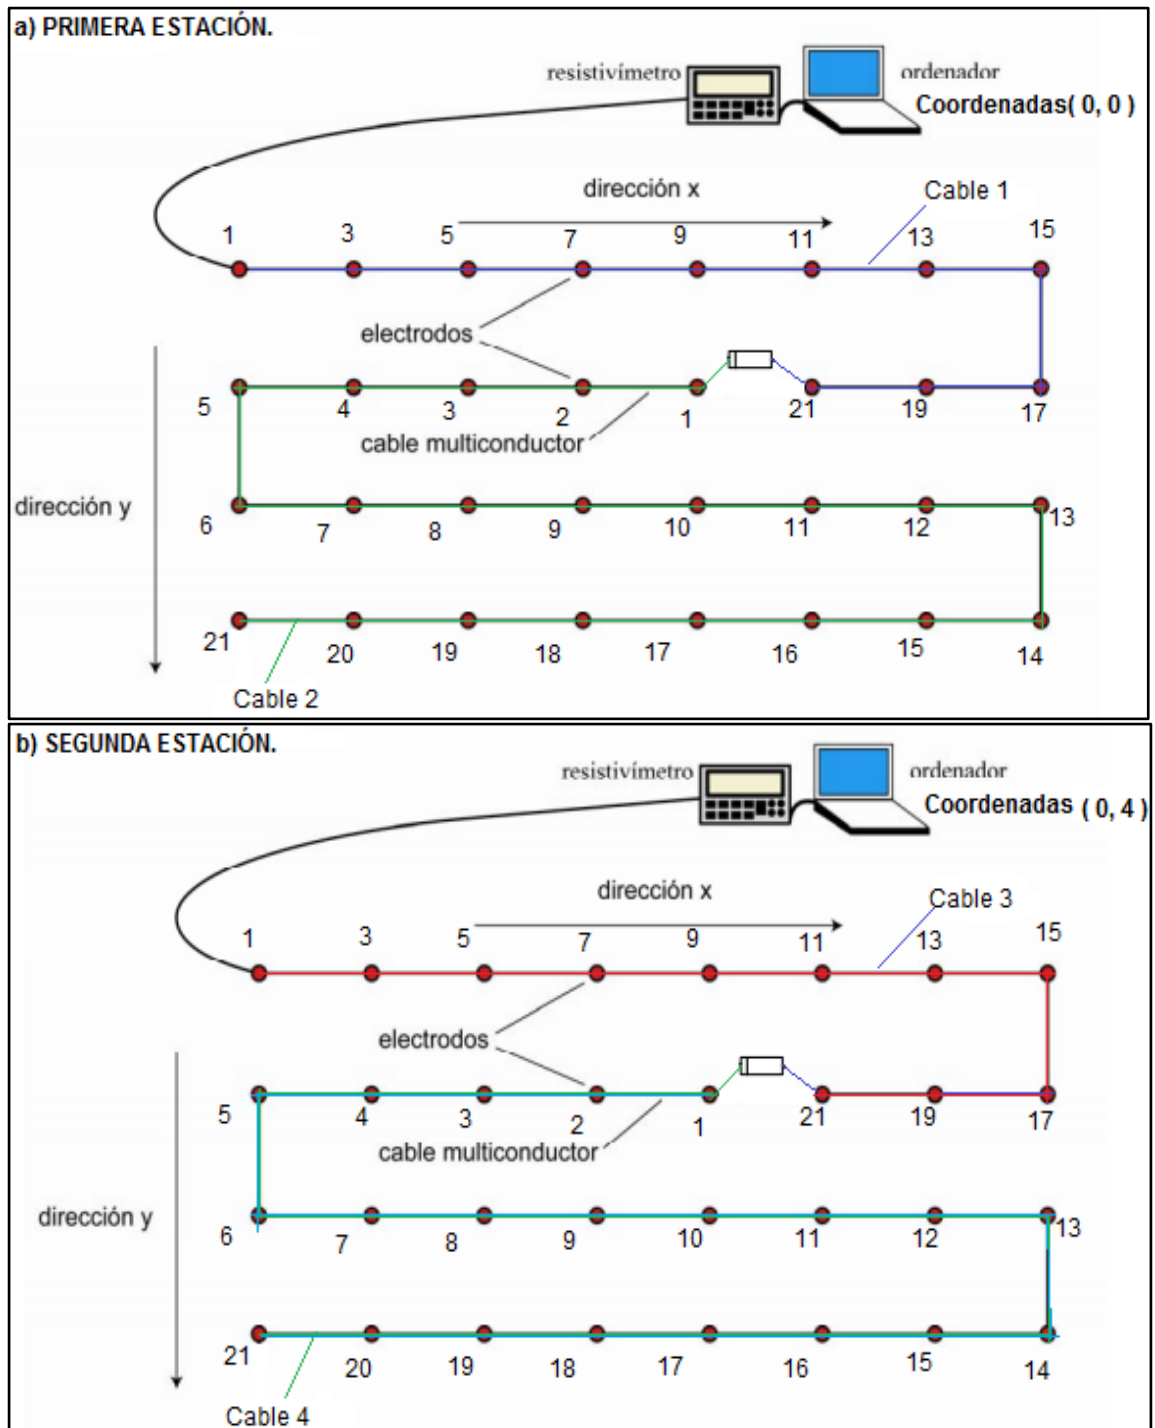 a) PRIMERA ESTACIÓN.
resistivímetro
ordenador
Coordenadas( 0, 0 )
dirección x
Cable 1
1 3 5 7 9 11 13 15
electrodos
5 4 3 2 1 21 19 17
cable multiconductor
dirección y
6 7 8 9 10 11 12 13
21 20 19 18 17 16 15 14
Cable 2
b) SEGUNDA ESTACIÓN.
resistivímetro
ordenador
Coordenadas ( 0, 4 )
dirección x
Cable 3
1 3 5 7 9 11 13 15
electrodos
5 4 3 2 1 21 19 17
cable multiconductor
dirección y
6 7 8 9 10 11 12 13
21 20 19 18 17 16 15 14
Cable 4